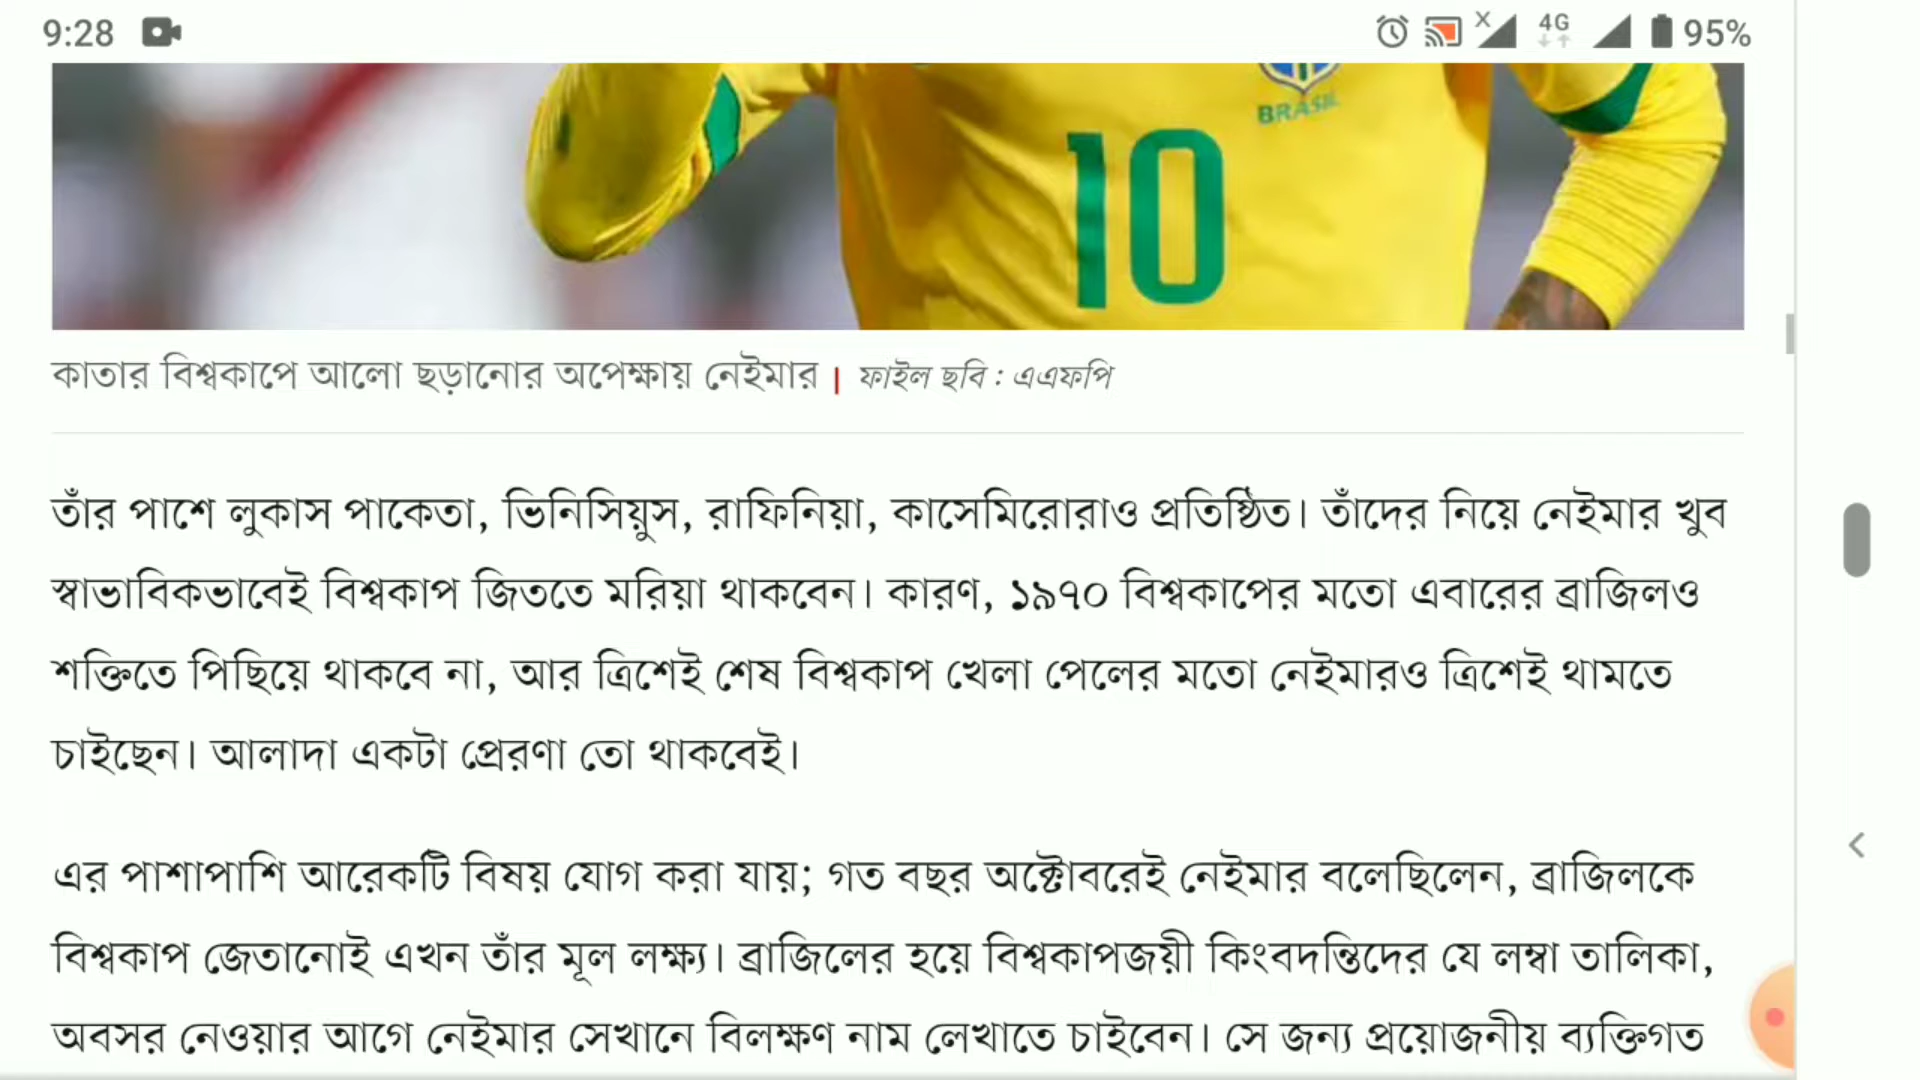 9:28
X
4G
95%
BRASIL
10
কাতার বিশ্বকাপে আলো ছড়ানোর অপেক্ষায় নেইমার | ফাইল ছবি : এএফপি
তাঁর পাশে লুকাস পাকেতা, ভিনিসিয়ুস, রাফিনিয়া, কাসেমিরোরাও প্রতিষ্ঠিত। তাঁদের নিয়ে নেইমার খুব
স্বাভাবিকভাবেই বিশ্বকাপ জিততে মরিয়া থাকবেন। কারণ, ১৯৭০ বিশ্বকাপের মতো এবারের ব্রাজিলও
শক্তিতে পিছিয়ে থাকবে না, আর ত্রিশেই শেষ বিশ্বকাপ খেলা পেলের মতো নেইমারও ত্রিশেই থামতে
চাইছেন। আলাদা একটা প্রেরণা তো থাকবেই।
এর পাশাপাশি আরেকটি বিষয় যোগ করা যায়; গত বছর অক্টোবরেই নেইমার বলেছিলেন, ব্রাজিলকে
বিশ্বকাপ জেতানোই এখন তাঁর মূল লক্ষ্য। ব্রাজিলের হয়ে বিশ্বকাপজয়ী কিংবদন্তিদের যে লম্বা তালিকা,
অবসর নেওয়ার আগে নেইমার সেখানে বিলক্ষণ নাম লেখাতে চাইবেন। সে জন্য প্রয়োজনীয় ব্যক্তিগত